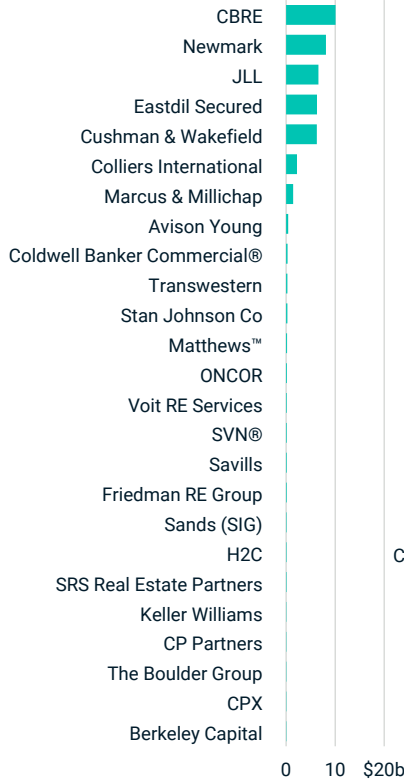 CBRE
Newmark
JLL
Eastdil Secured
Cushman & Wakefield
Colliers International
Marcus & Millichap
Avison Young
Coldwell Banker Commercial®
Transwestern
Stan Johnson Co
Matthews™
ONCOR
Voit RE Services
SVN®
Savills
Friedman RE Group
Sands (SIG)
H2C
C
SRS Real Estate Partners
Keller Williams
CP Partners
The Boulder Group
CPX
Berkeley Capital
0 10 $20b